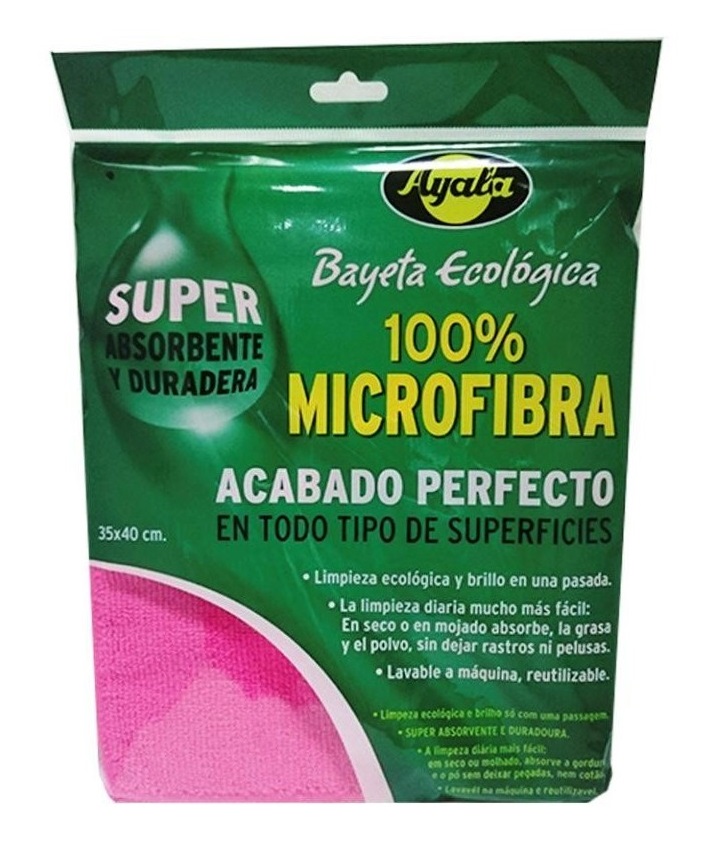 Ayala
Bayeta Ecológica
SUPER
ABSORBENTE
Y DURADERA
100%
MICROFIBRA
ACABADO PERFECTO
EN TODO TIPO DE SUPERFICIES
35x40 cm.
• Limpieza ecológica y brillo en una pasada.
• La limpieza diaria mucho más fácil:
En seco o en mojado absorbe, la grasa
y el polvo, sin dejar rastros ni pelusas.
• Lavable a máquina, reutilizable.
• Limpeza ecológica e brilho só com uma passagem.
• SUPER ABSORVENTE E DURADOURA.
• A limpeza diária mais fácil:
em seco ou molhado, absorve a gordura
e o pó sem deixar pegadas, nem cotão.
• Lavavél na máquina e reutilizavel.